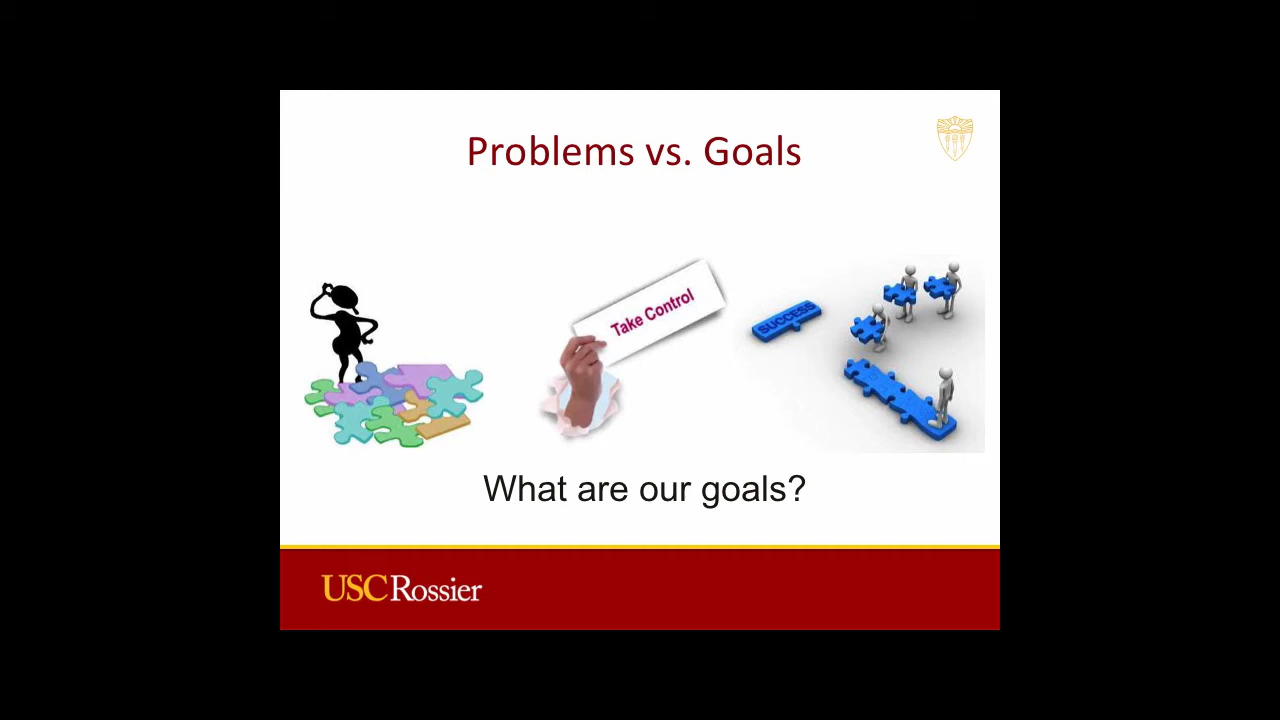 Problems vs. Goals
Take Control
SUCCESS
What are our goals?
USC Rossier